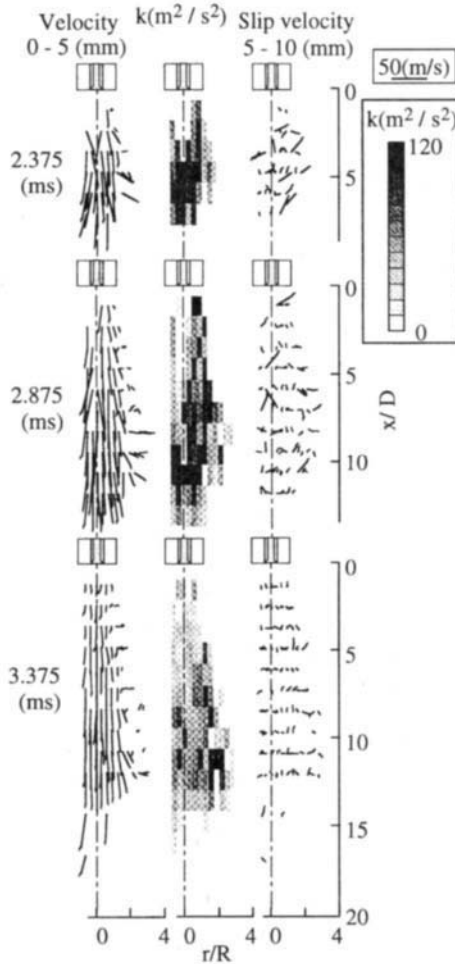 Velocity
0 - 5 (mm)
k(m² / s²)
Slip velocity
5 - 10 (mm)
50(m/s)
k(m² / s²)
120
0
2.375
(ms)
0
5
2.875
(ms)
0
5
10
x/ D
3.375
(ms)
0
5
10
15
20
0 4 0 4 0 4
r/R